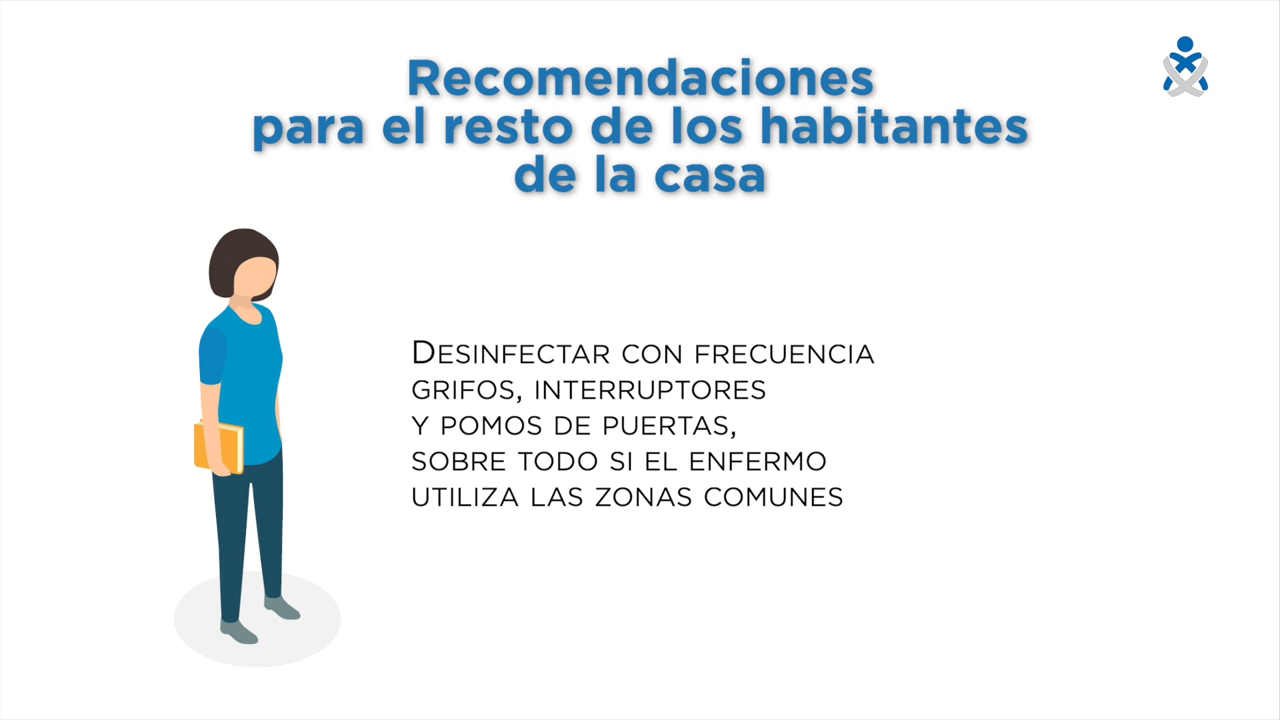 Recomendaciones
para el resto de los habitantes
de la casa
Desinfectar con frecuencia
grifos, interruptores
y pomos de puertas,
sobre todo si el enfermo
utiliza las zonas comunes